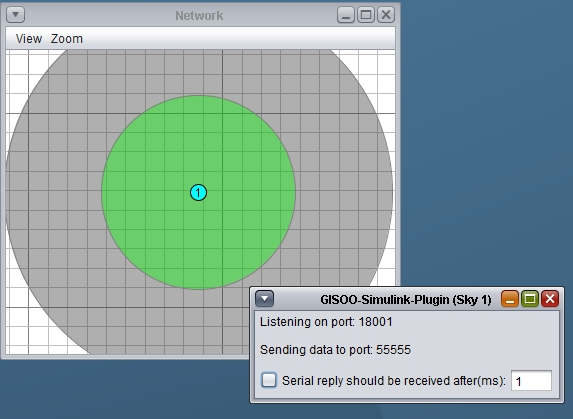 Network
View Zoom
1
GISOO-Simulink-Plugin (Sky 1)
Listening on port: 18001
Sending data to port: 55555
Serial reply should be received after(ms): 1